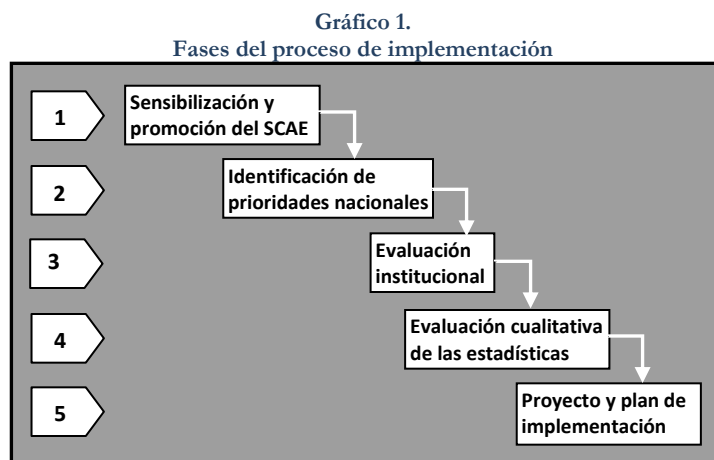 Gráfico 1.
Fases del proceso de implementación
1
Sensibilización y
promoción del SCAE
2
Identificación de
prioridades nacionales
3
Evaluación
institucional
4
Evaluación cualitativa
de las estadísticas
5
Proyecto y plan de
implementación